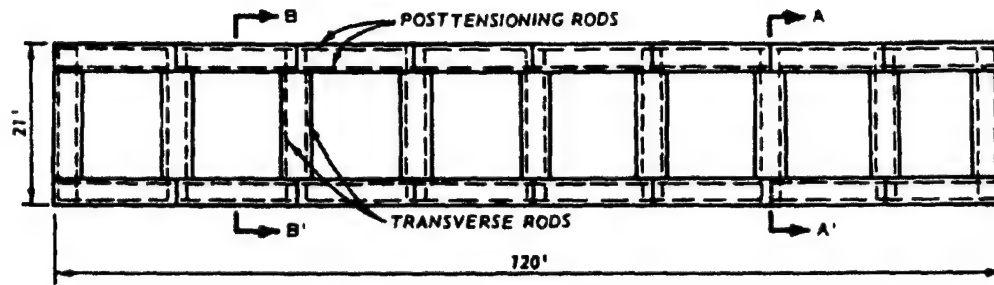 B
A
POSTTENSIONING RODS
21'
B'
TRANSVERSE RODS
A'
120'